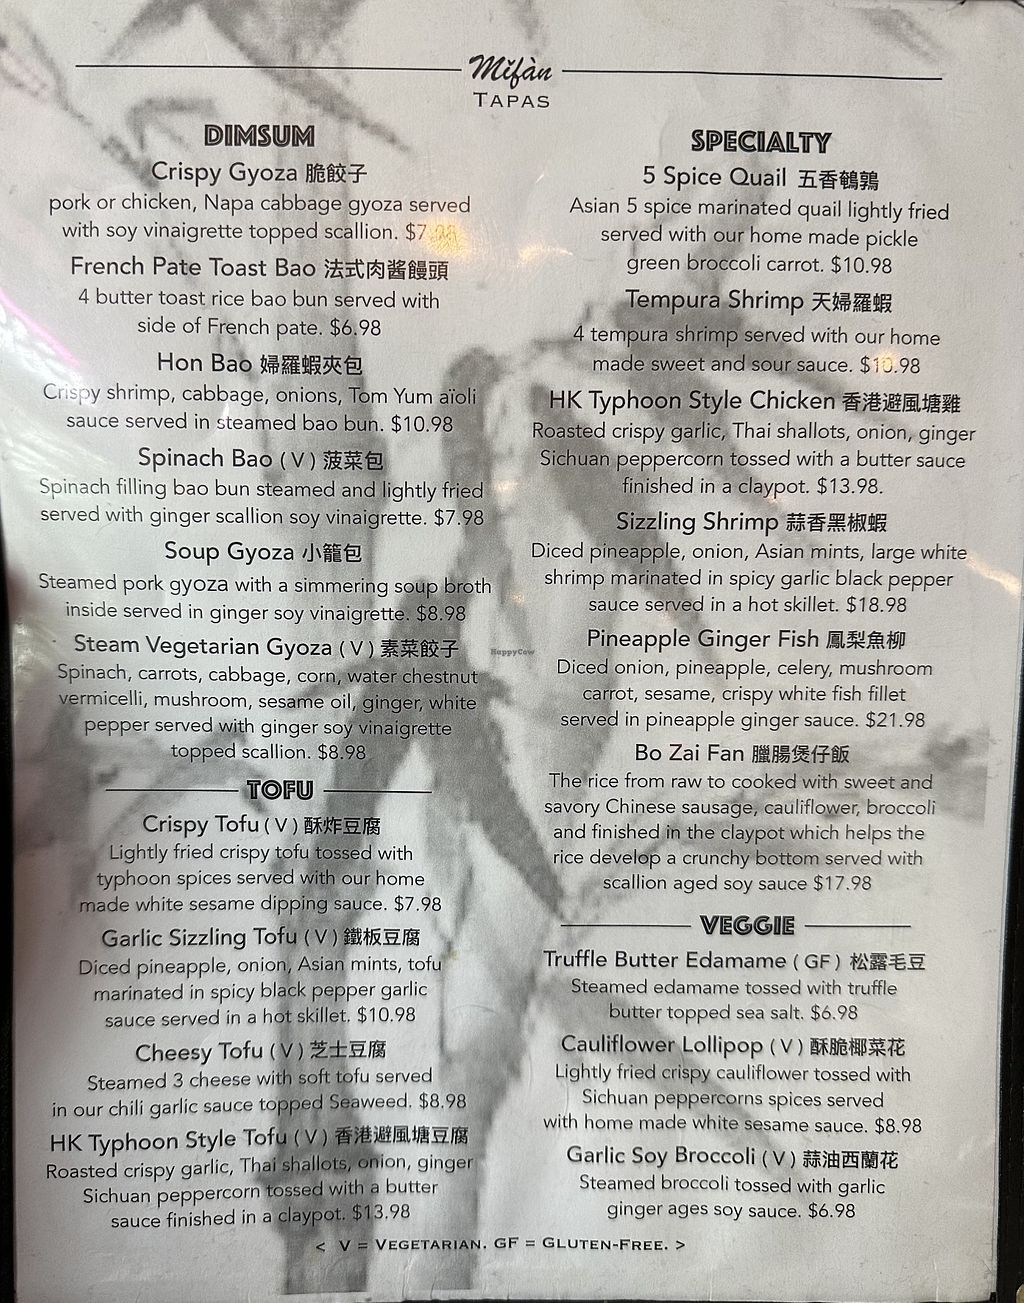 Mǐfàn
TAPAS
DIMSUM
Crispy Gyoza 脆餃子
pork or chicken, Napa cabbage gyoza served
with soy vinaigrette topped scallion. $7.98
French Pate Toast Bao 法式肉酱饅頭
4 butter toast rice bao bun served with
side of French pate. $6.98
Hon Bao 婦羅蝦夾包
Crispy shrimp, cabbage, onions, Tom Yum aïoli
sauce served in steamed bao bun. $10.98
Spinach Bao ( V ) 菠菜包
Spinach filling bao bun steamed and lightly fried
served with ginger scallion soy vinaigrette. $7.98
Soup Gyoza 小籠包
Steamed pork gyoza with a simmering soup broth
inside served in ginger soy vinaigrette. $8.98
Steam Vegetarian Gyoza ( V ) 素菜餃子
Spinach, carrots, cabbage, corn, water chestnut
vermicelli, mushroom, sesame oil, ginger, white
pepper served with ginger soy vinaigrette
topped scallion. $8.98
TOFU
Crispy Tofu ( V ) 酥炸豆腐
Lightly fried crispy tofu tossed with
typhoon spices served with our home
made white sesame dipping sauce. $7.98
Garlic Sizzling Tofu ( V ) 鐵板豆腐
Diced pineapple, onion, Asian mints, tofu
marinated in spicy black pepper garlic
sauce served in a hot skillet. $10.98
Cheesy Tofu ( V ) 芝士豆腐
Steamed 3 cheese with soft tofu served
in our chili garlic sauce topped Seaweed. $8.98
HK Typhoon Style Tofu ( V ) 香港避風塘豆腐
Roasted crispy garlic, Thai shallots, onion, ginger
Sichuan peppercorn tossed with a butter
sauce finished in a claypot. $13.98
SPECIALTY
5 Spice Quail 五香鵪鶉
Asian 5 spice marinated quail lightly fried
served with our home made pickle
green broccoli carrot. $10.98
Tempura Shrimp 天婦羅蝦
4 tempura shrimp served with our home
made sweet and sour sauce. $10.98
HK Typhoon Style Chicken 香港避風塘雞
Roasted crispy garlic, Thai shallots, onion, ginger
Sichuan peppercorn tossed with a butter sauce
finished in a claypot. $13.98.
Sizzling Shrimp 蒜香黑椒蝦
Diced pineapple, onion, Asian mints, large white
shrimp marinated in spicy garlic black pepper
sauce served in a hot skillet. $18.98
Pineapple Ginger Fish 鳳梨魚柳
Diced onion, pineapple, celery, mushroom
carrot, sesame, crispy white fish fillet
served in pineapple ginger sauce. $21.98
Bo Zai Fan 臘腸煲仔飯
The rice from raw to cooked with sweet and
savory Chinese sausage, cauliflower, broccoli
and finished in the claypot which helps the
rice develop a crunchy bottom served with
scallion aged soy sauce $17.98
VEGGIE
Truffle Butter Edamame ( GF ) 松露毛豆
Steamed edamame tossed with truffle
butter topped sea salt. $6.98
Cauliflower Lollipop ( V ) 酥脆椰菜花
Lightly fried crispy cauliflower tossed with
Sichuan peppercorns spices served
with home made white sesame sauce. $8.98
Garlic Soy Broccoli ( V ) 蒜油西蘭花
Steamed broccoli tossed with garlic
ginger ages soy sauce. $6.98
< V = VEGETARIAN. GF = GLUTEN-FREE. >
HappyCow